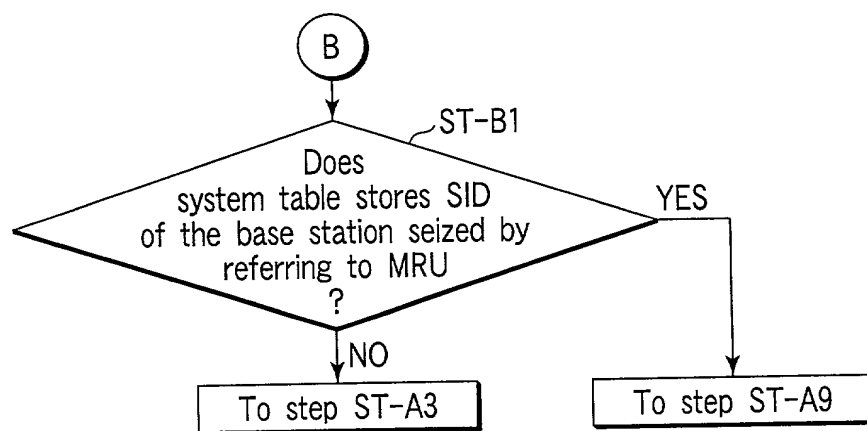 B
ST-B1
Does
system table stores SID
of the base station seized by
referring to MRU
?
YES
NO
To step ST-A3
To step ST-A9